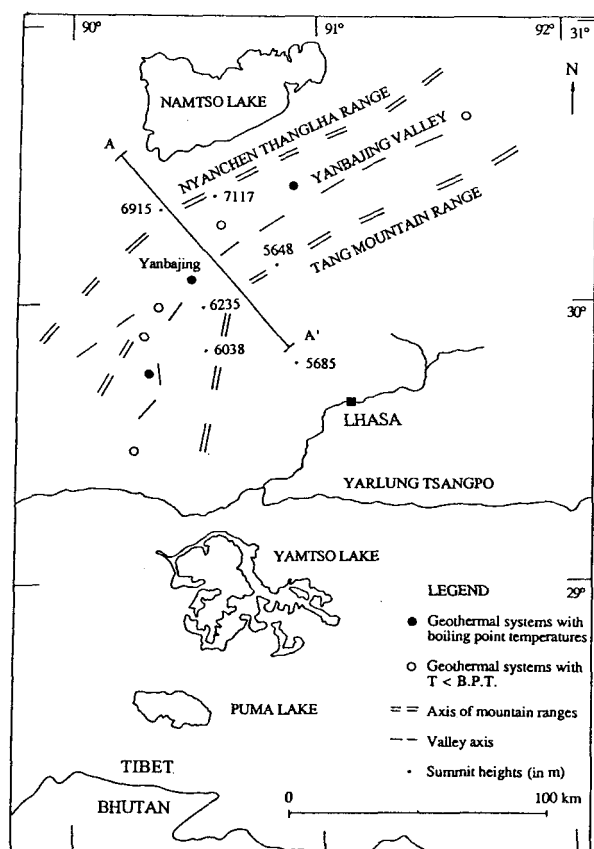 90°
91°
92°
31°
N
NAMTSO LAKE
A
NYANCHEN THANGLHA RANGE
YANBAJING VALLEY
7117
6915
TANG MOUNTAIN RANGE
5648
Yanbajing
6235
30°
A'
6038
5685
LHASA
YARLUNG TSANGPO
YAMTSO LAKE
29°
LEGEND
Geothermal systems with
boiling point temperatures
Geothermal systems with
T < B.P.T.
PUMA LAKE
Axis of mountain ranges
Valley axis
TIBET
Summit heights (in m)
BHUTAN
0
100 km